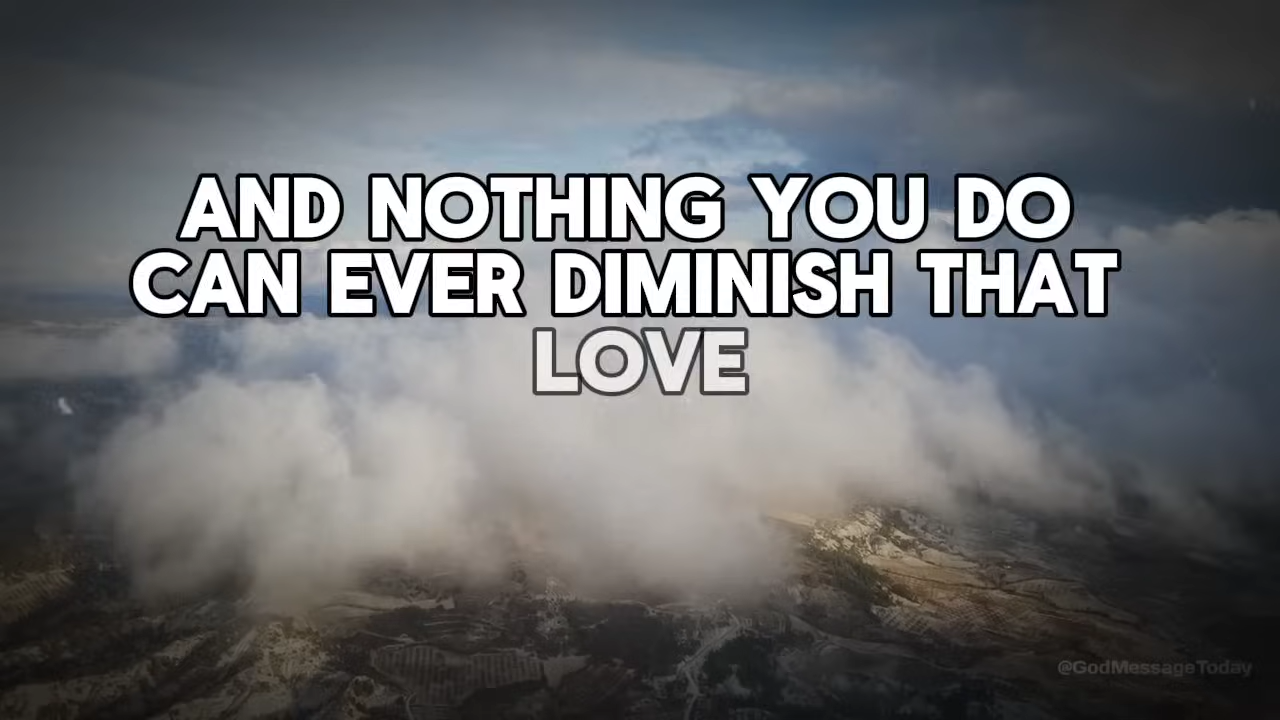 AND NOTHING YOU DO
CAN EVER DIMINISH THAT
LOVE
@GodMessageToday